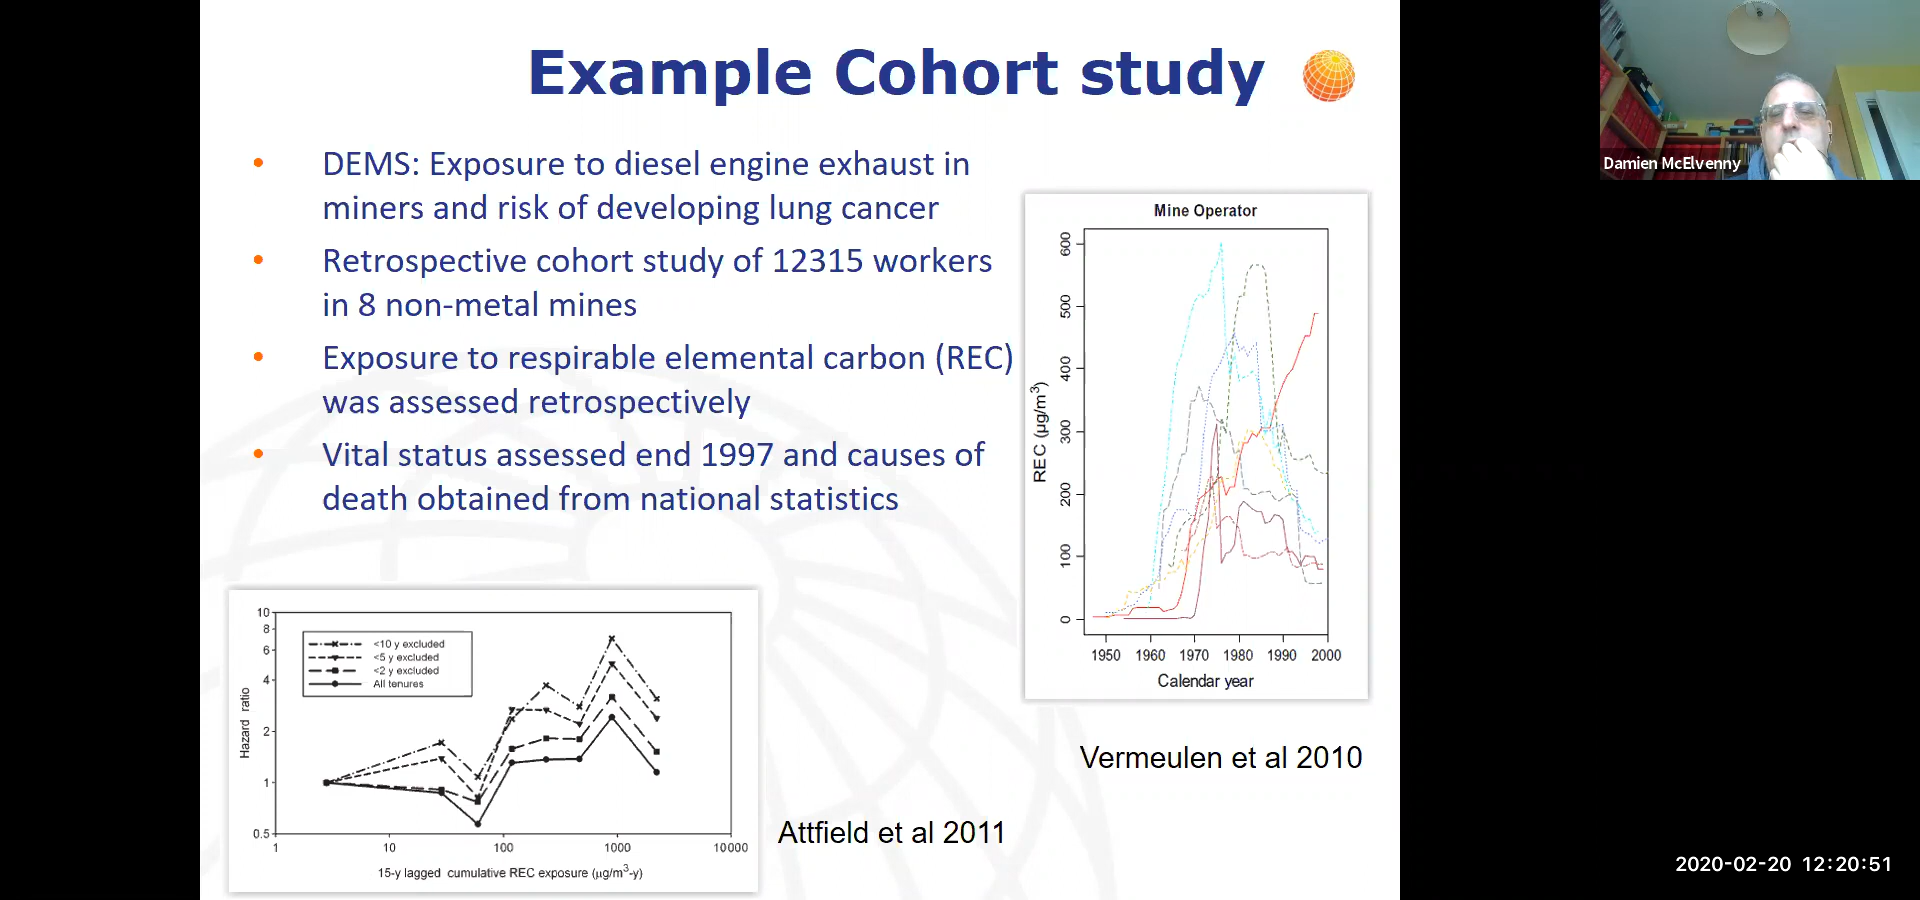 Example Cohort study
• DEMS: Exposure to diesel engine exhaust in
miners and risk of developing lung cancer
• Retrospective cohort study of 12315 workers
in 8 non-metal mines
• Exposure to respirable elemental carbon (REC)
was assessed retrospectively
• Vital status assessed end 1997 and causes of
death obtained from national statistics
Mine Operator
REC (µg/m³)
600
500
400
300
200
100
0
1950 1960 1970 1980 1990 2000
Calendar year
Vermeulen et al 2010
Hazard ratio
10
8
6
4
2
1
0.5
<10 y excluded
<5 y excluded
<2 y excluded
All tenures
1 10 100 1000 10000
15-y lagged cumulative REC exposure (µg/m³-y)
Attfield et al 2011
Damien McElvenny
2020-02-20 12:20:51